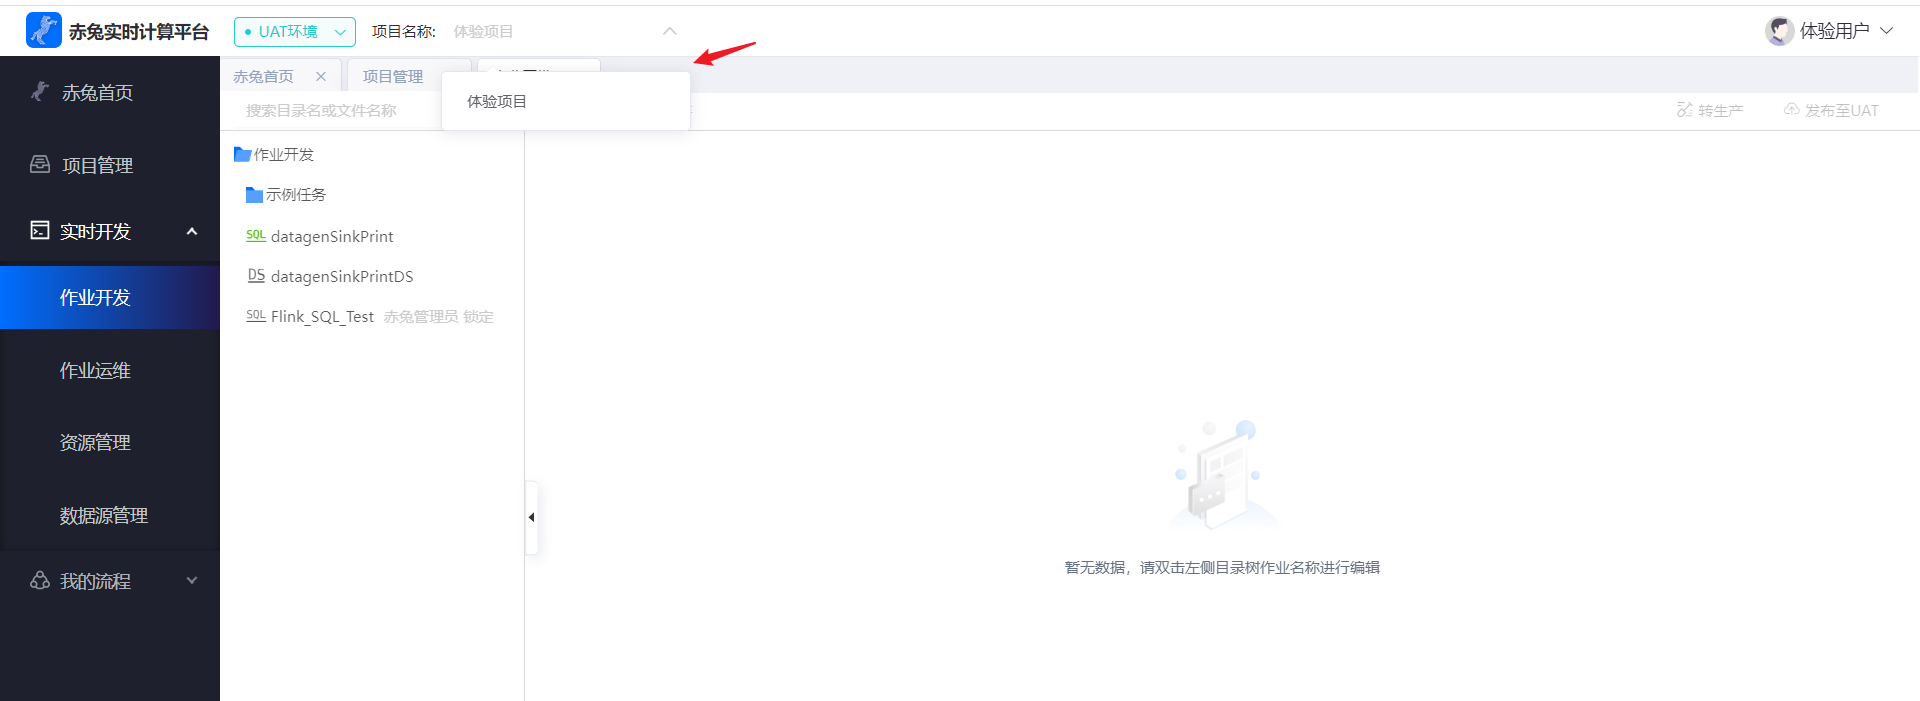 赤兔实时计算平台
UAT环境
项目名称:
体验项目
体验用户
赤兔首页
项目管理
体验项目
搜索目录名或文件名称
转生产
发布至UAT
赤兔首页
项目管理
实时开发
作业开发
作业运维
资源管理
数据源管理
我的流程
作业开发
示例任务
SQL datagenSinkPrint
DS datagenSinkPrintDS
SQL Flink_SQL_Test 赤兔管理员 锁定
暂无数据，请双击左侧目录树作业名称进行编辑